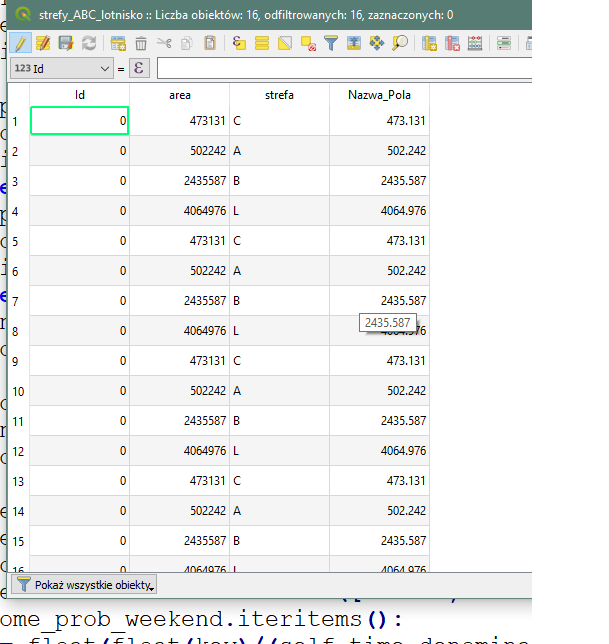 strefy_ABC_lotnisko :: Liczba obiektów: 16, odfiltrowanych: 16, zaznaczonych: 0
123 Id = ε
Id area strefa Nazwa_Pola
1 0 473131 C 473.131
2 0 502242 A 502.242
3 0 2435587 B 2435.587
4 0 4064976 L 4064.976
5 0 473131 C 473.131
6 0 502242 A 502.242
7 0 2435587 B 2435.587
2435.587
8 0 4064976 L 4064.976
9 0 473131 C 473.131
10 0 502242 A 502.242
11 0 2435587 B 2435.587
12 0 4064976 L 4064.976
13 0 473131 C 473.131
14 0 502242 A 502.242
15 0 2435587 B 2435.587
16 0 4064976 L 4064.976
Pokaż wszystkie obiekty
ome_prob_weekend.iteritems():